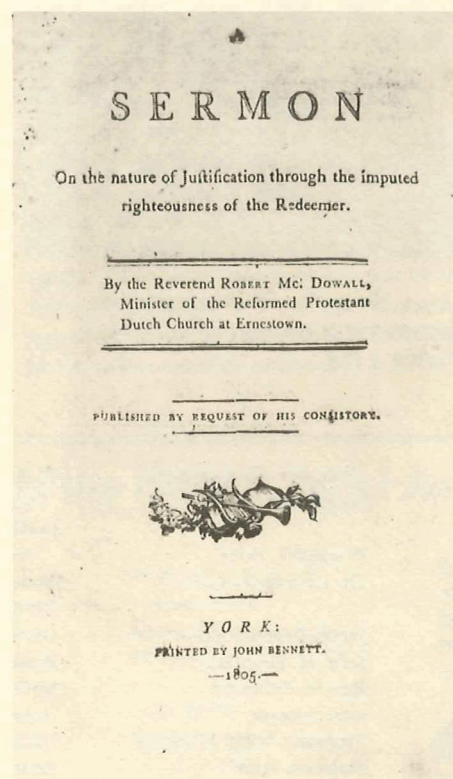 A
SERMON
On the nature of Juſtification through the imputed
righteousness of the Redeemer.
By the Reverend ROBERT Mc. DOWALL,
Minister of the Reformed Protestant
Dutch Church at Ernestown.
PUBLISHED BY REQUEST OF HIS CONSISTORY.
YORK:
PRINTED BY JOHN BENNETT.
—1805.—